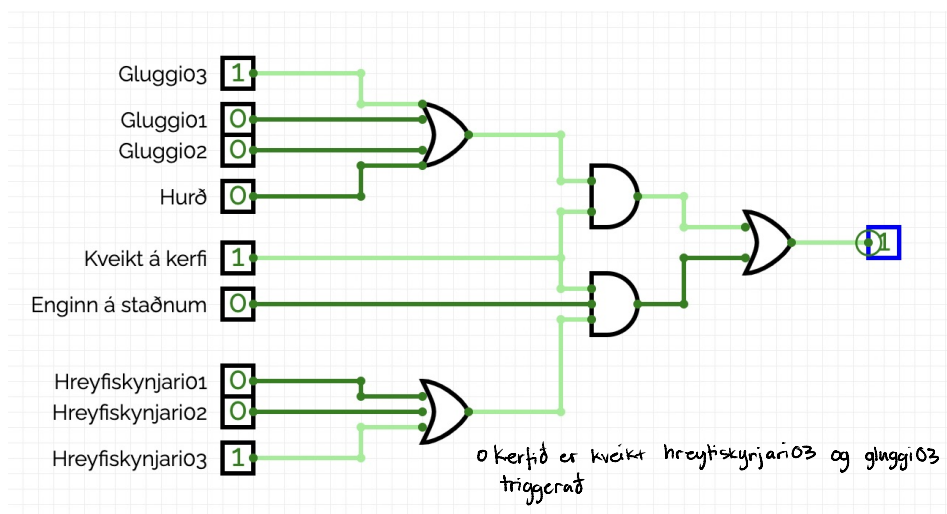 Gluggi03 1
Gluggi01 0
Gluggi02 0
Hurð 0
Kveikt á kerfi 1
1
Enginn á staðnum 0
Hreyfiskynjari01 0
Hreyfiskynjari02 0
Hreyfiskynjari03 1
o kerfið er kveikt hreyfiskynjari03 og gluggi03
triggerað